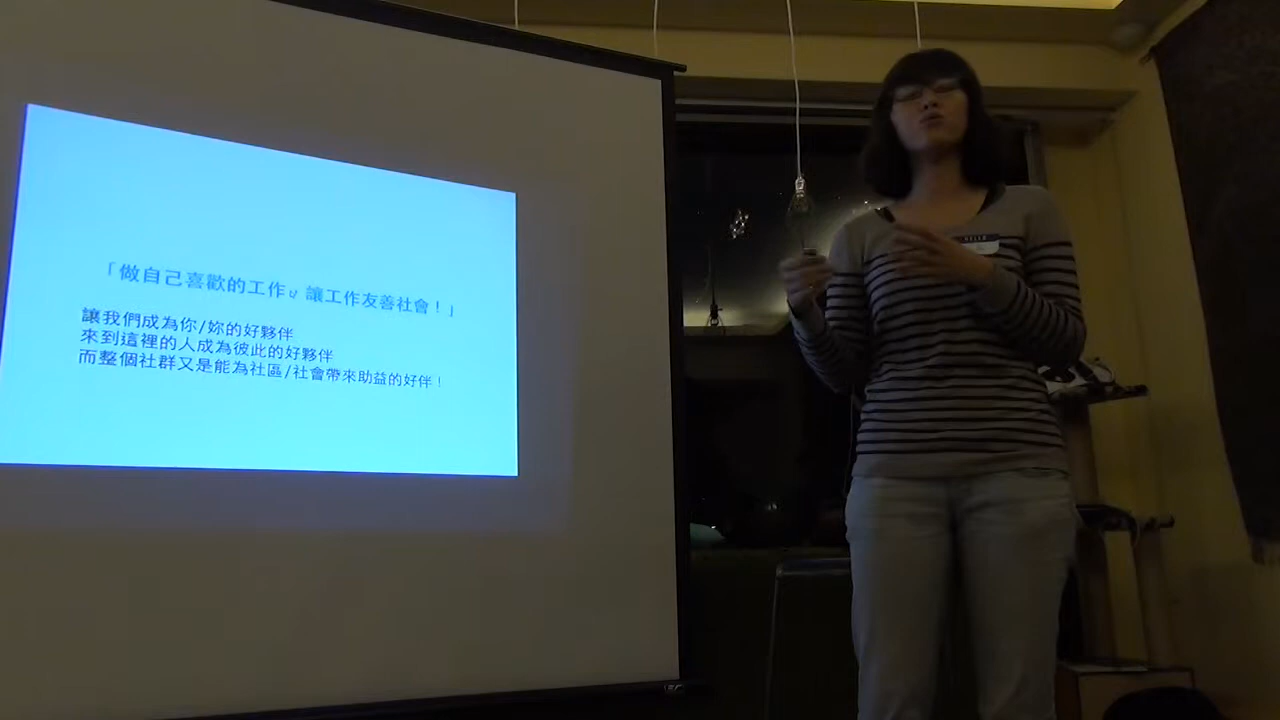 「做自己喜歡的工作，讓工作友善社會！」
讓我們成為你/妳的好夥伴
來到這裡的人成為彼此的好夥伴
而整個社群又是能為社區/社會帶來助益的好伴！
HELLO